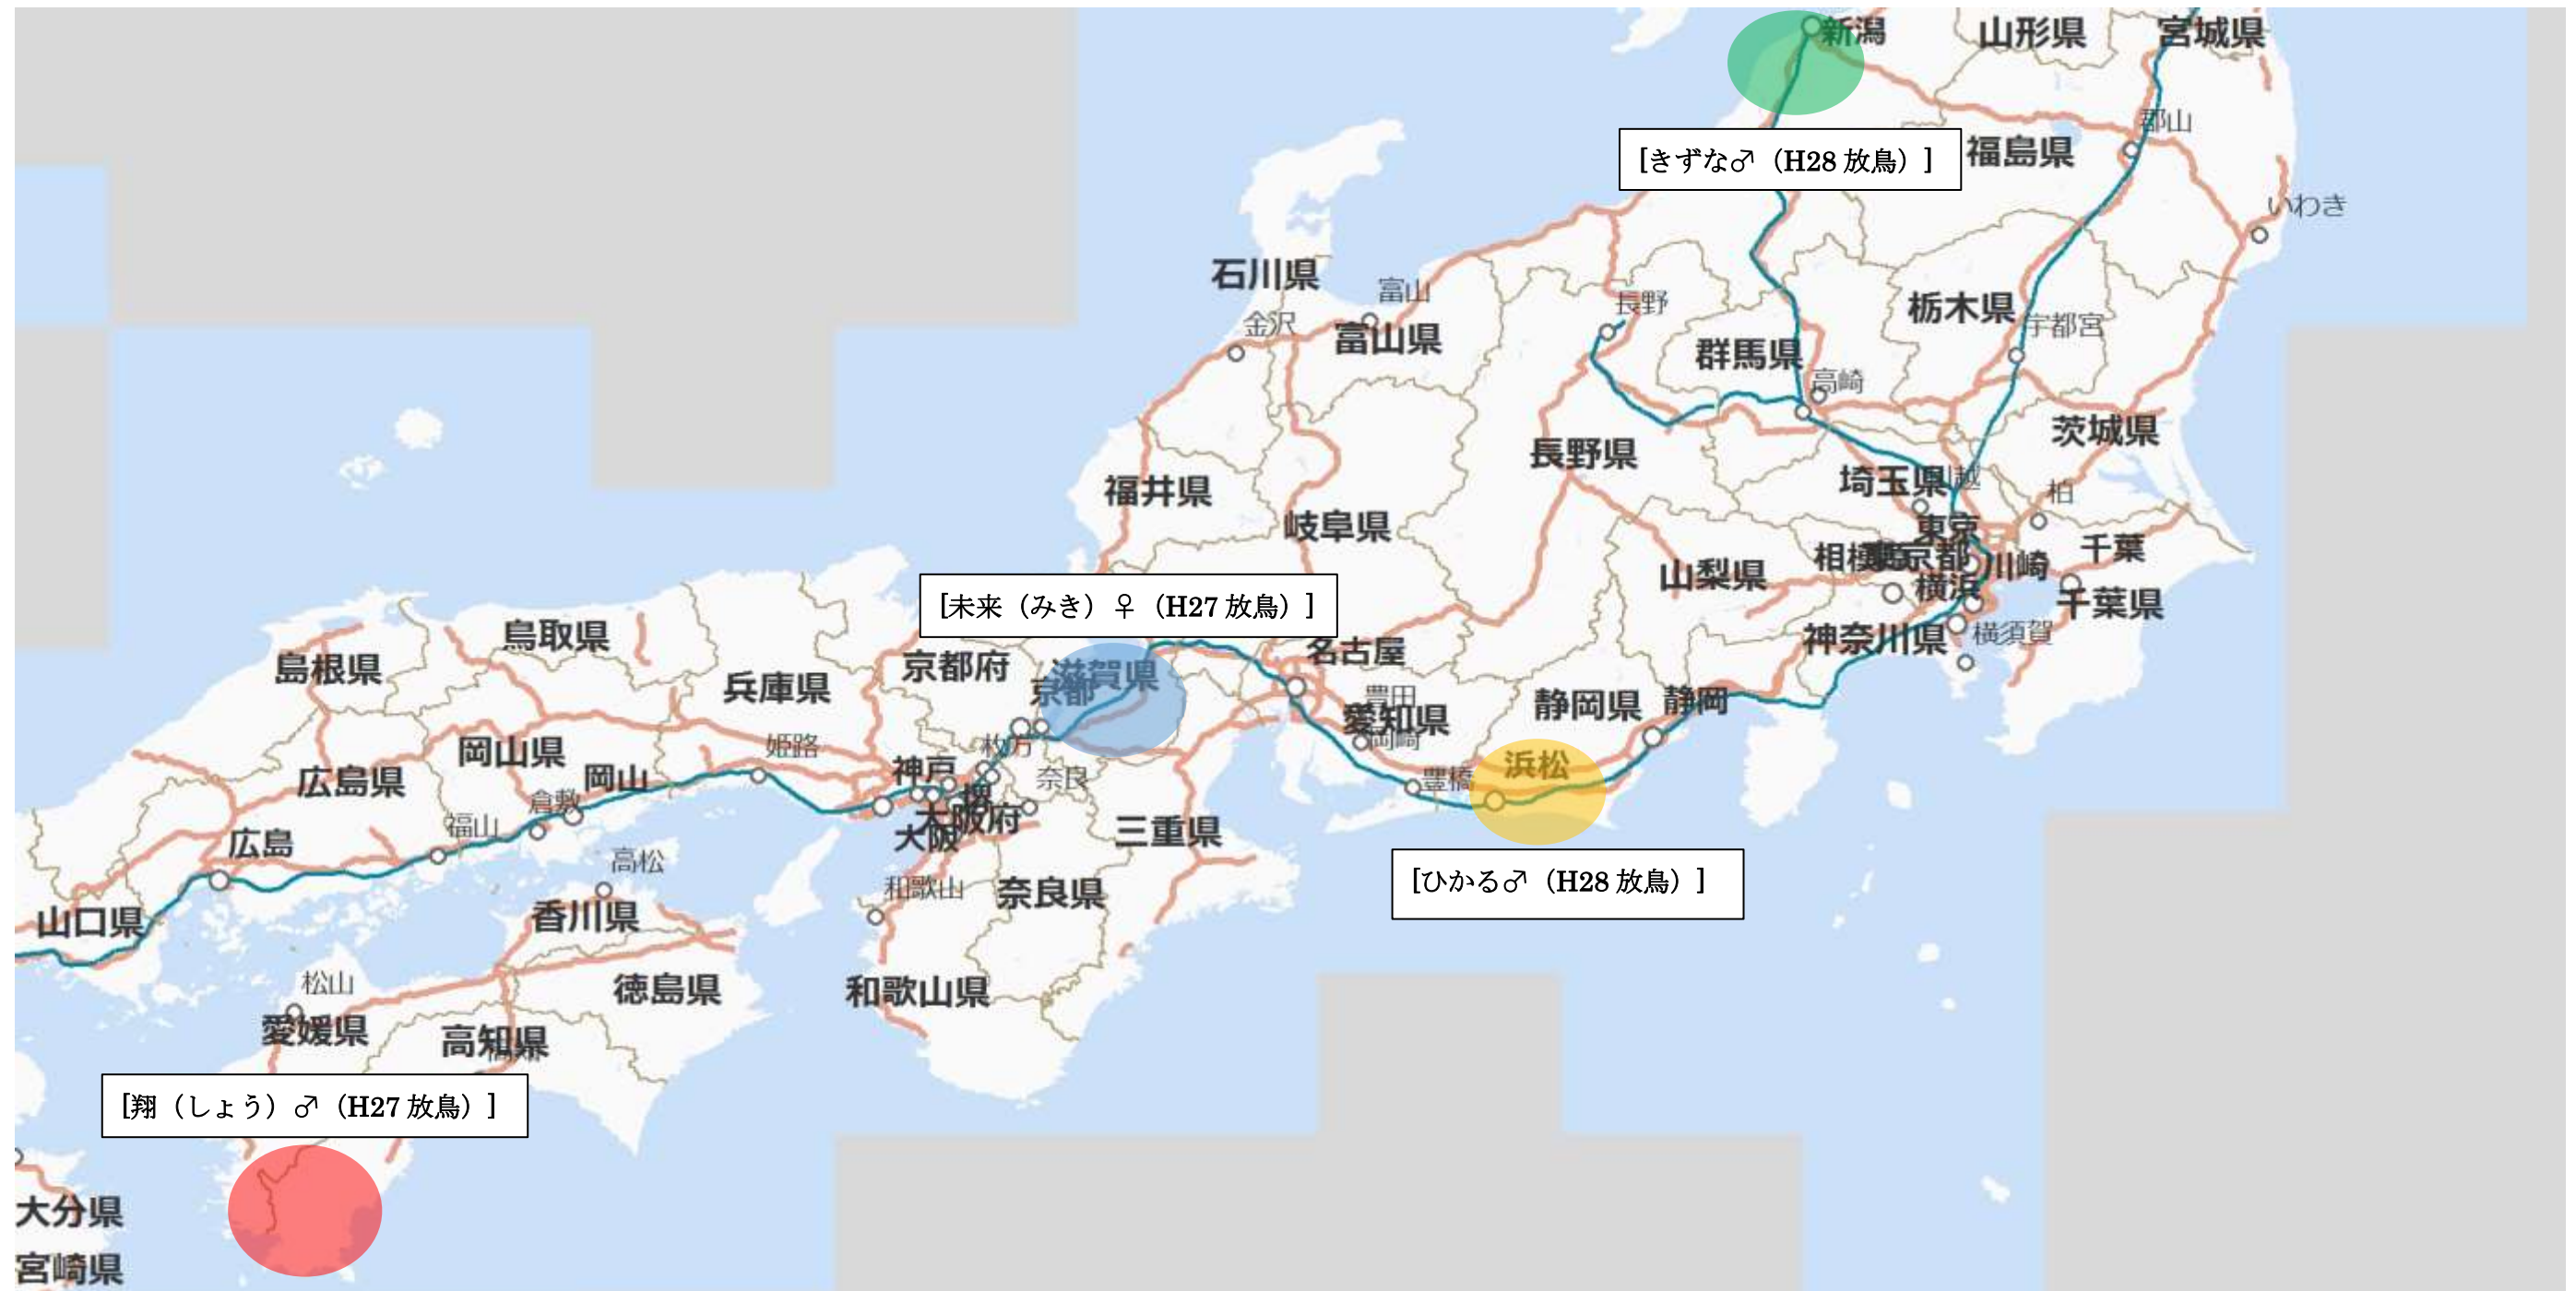 新潟
山形県
宮城県
郡山
[きずな♂（H28 放鳥）]
福島県
いわき
石川県
富山
長野
栃木県
金沢
富山県
群馬県
宇都宮
高崎
茨城県
長野県
福井県
埼玉県
川越
柏
岐阜県
東京
千葉
相模原
東京都
川崎
山梨県
横浜
千葉県
[未来（みき）♀（H27 放鳥）]
鳥取県
神奈川県
横須賀
名古屋
島根県
京都府
滋賀県
兵庫県
京都
豊田
静岡県
静岡
愛知県
岡崎
岡山県
姫路
枚方
浜松
広島県
岡山
神戸
奈良
豊橋
倉敷
堺
福山
大阪府
大阪
三重県
広島
高松
[ひかる♂（H28 放鳥）]
和歌山
奈良県
山口県
香川県
松山
徳島県
和歌山県
愛媛県
高知県
[翔（しょう）♂（H27 放鳥）]
大分県
宮崎県